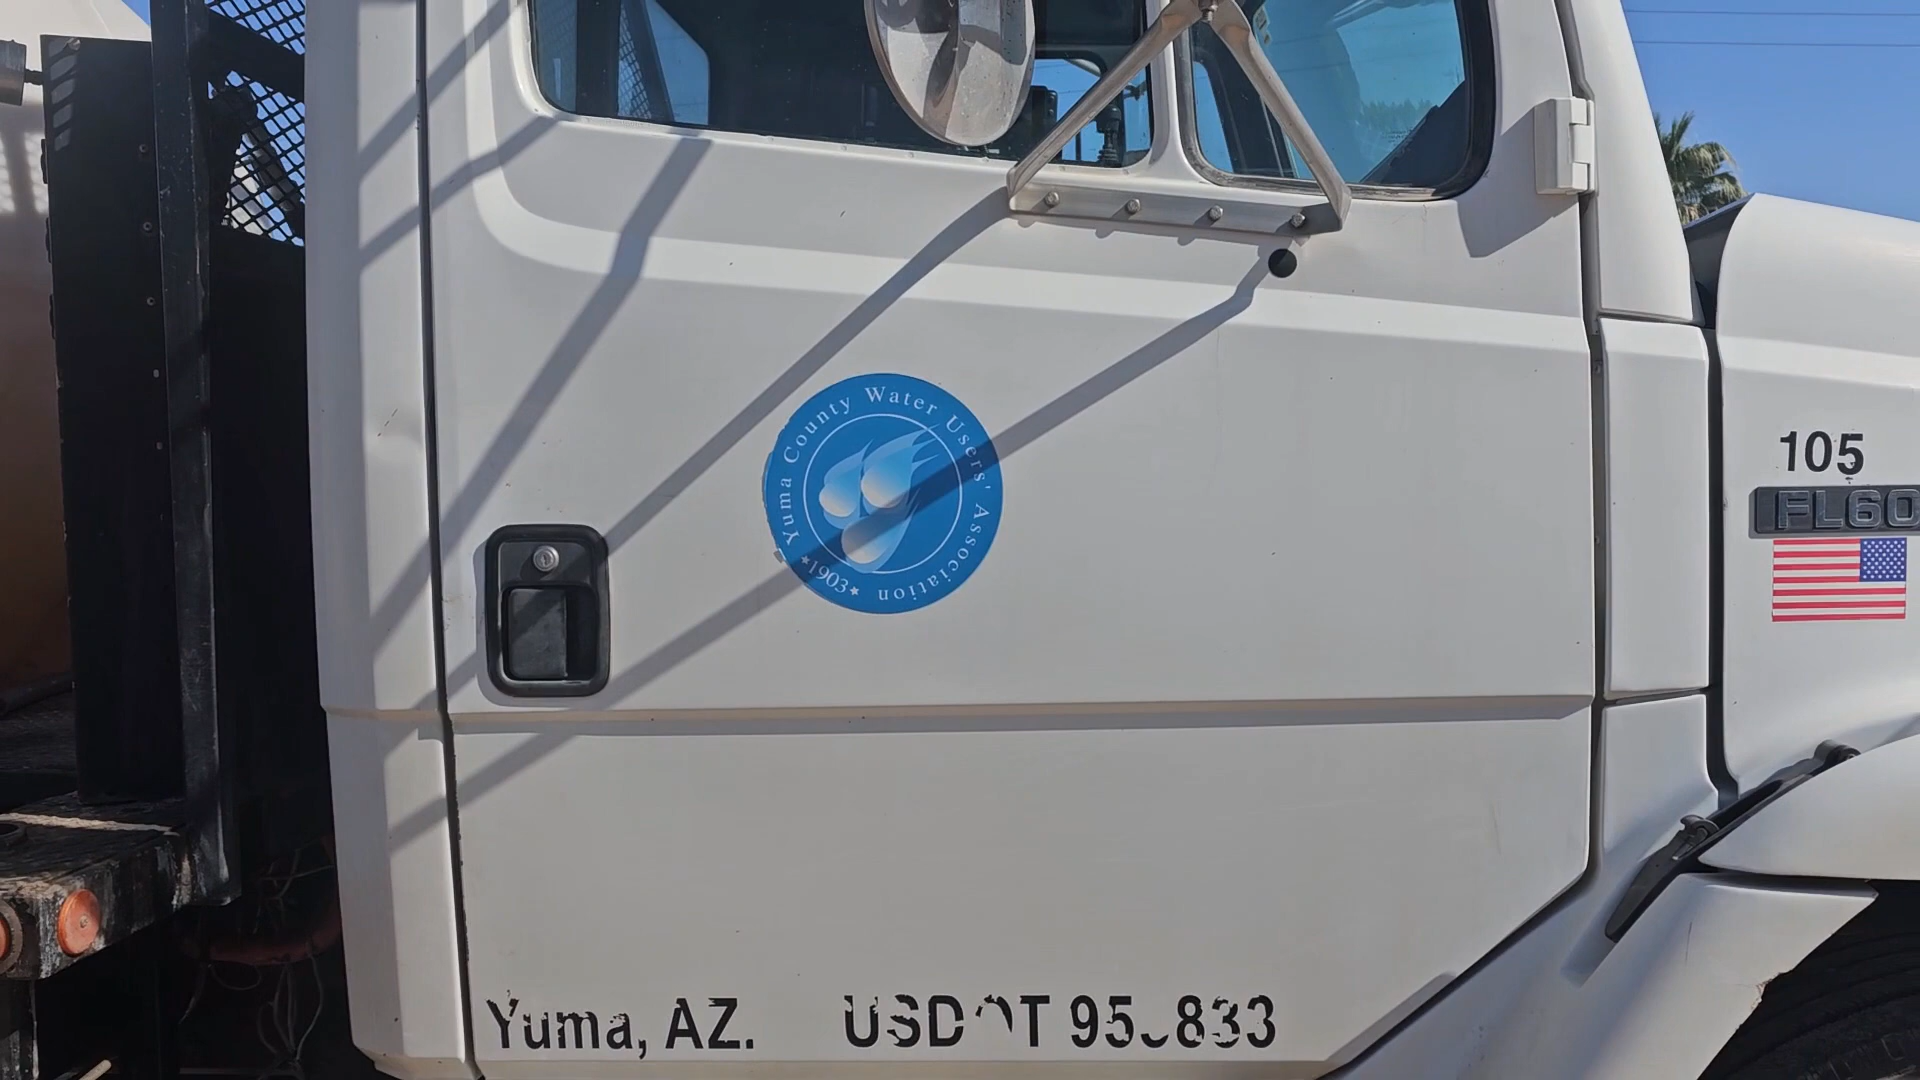 Yuma County Water Users' Association
★1903★
105
FL60
Yuma, AZ.